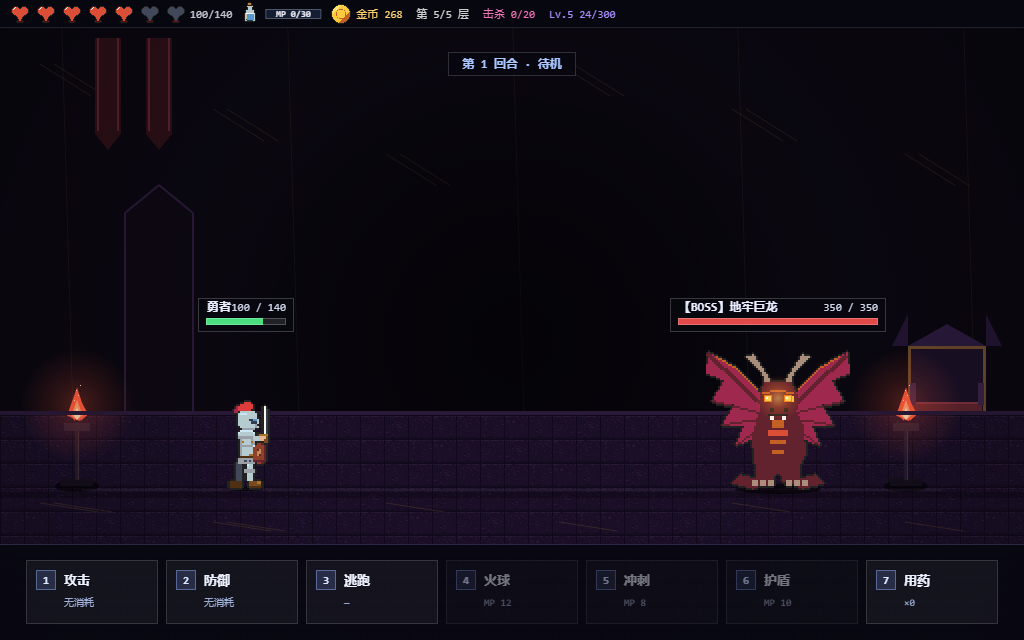 100/140 MP 0/30 金币 268 第 5/5 层 击杀 0/20 Lv.5 24/300
第 1 回合 · 待机
勇者100 / 140
【BOSS】地牢巨龙 350 / 350
1 攻击
无消耗
2 防御
无消耗
3 逃跑
—
4 火球
MP 12
5 冲刺
MP 8
6 护盾
MP 10
7 用药
×0